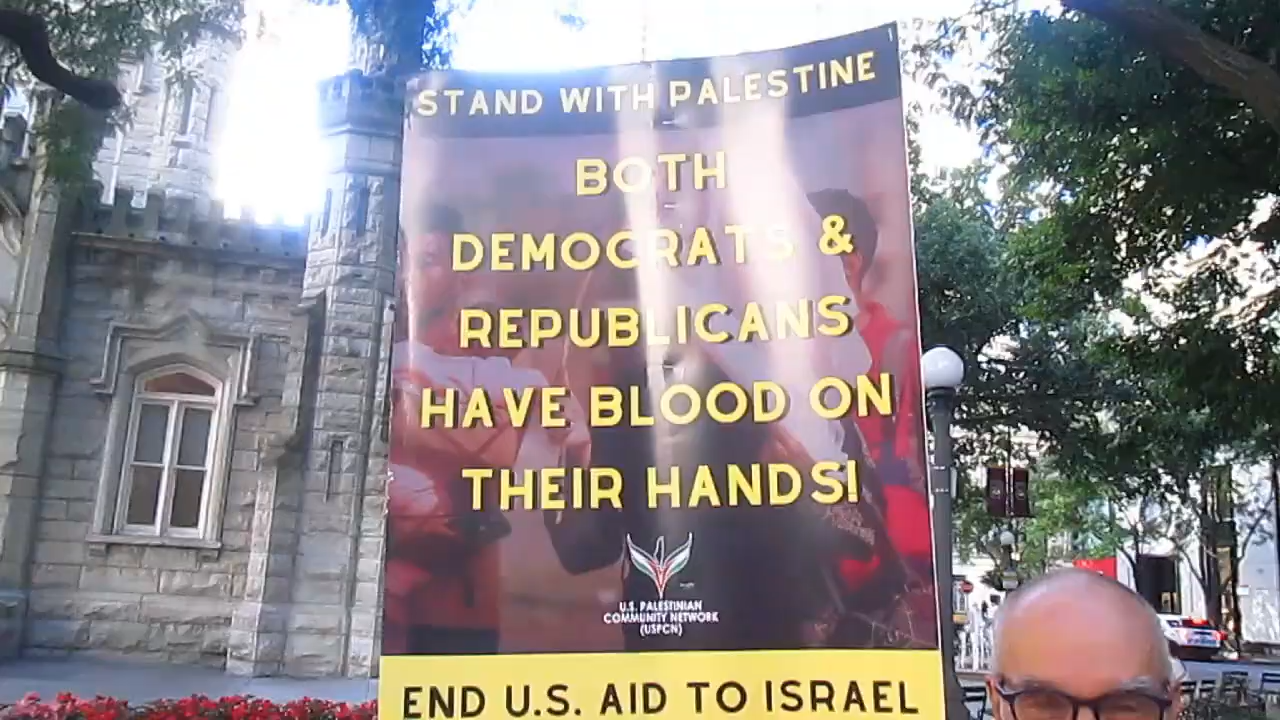 STAND WITH PALESTINE
BOTH
DEMOCRATS &
REPUBLICANS
HAVE BLOOD ON
THEIR HANDS!
U.S. PALESTINIAN
COMMUNITY NETWORK
(USPCN)
END U.S. AID TO ISRAEL